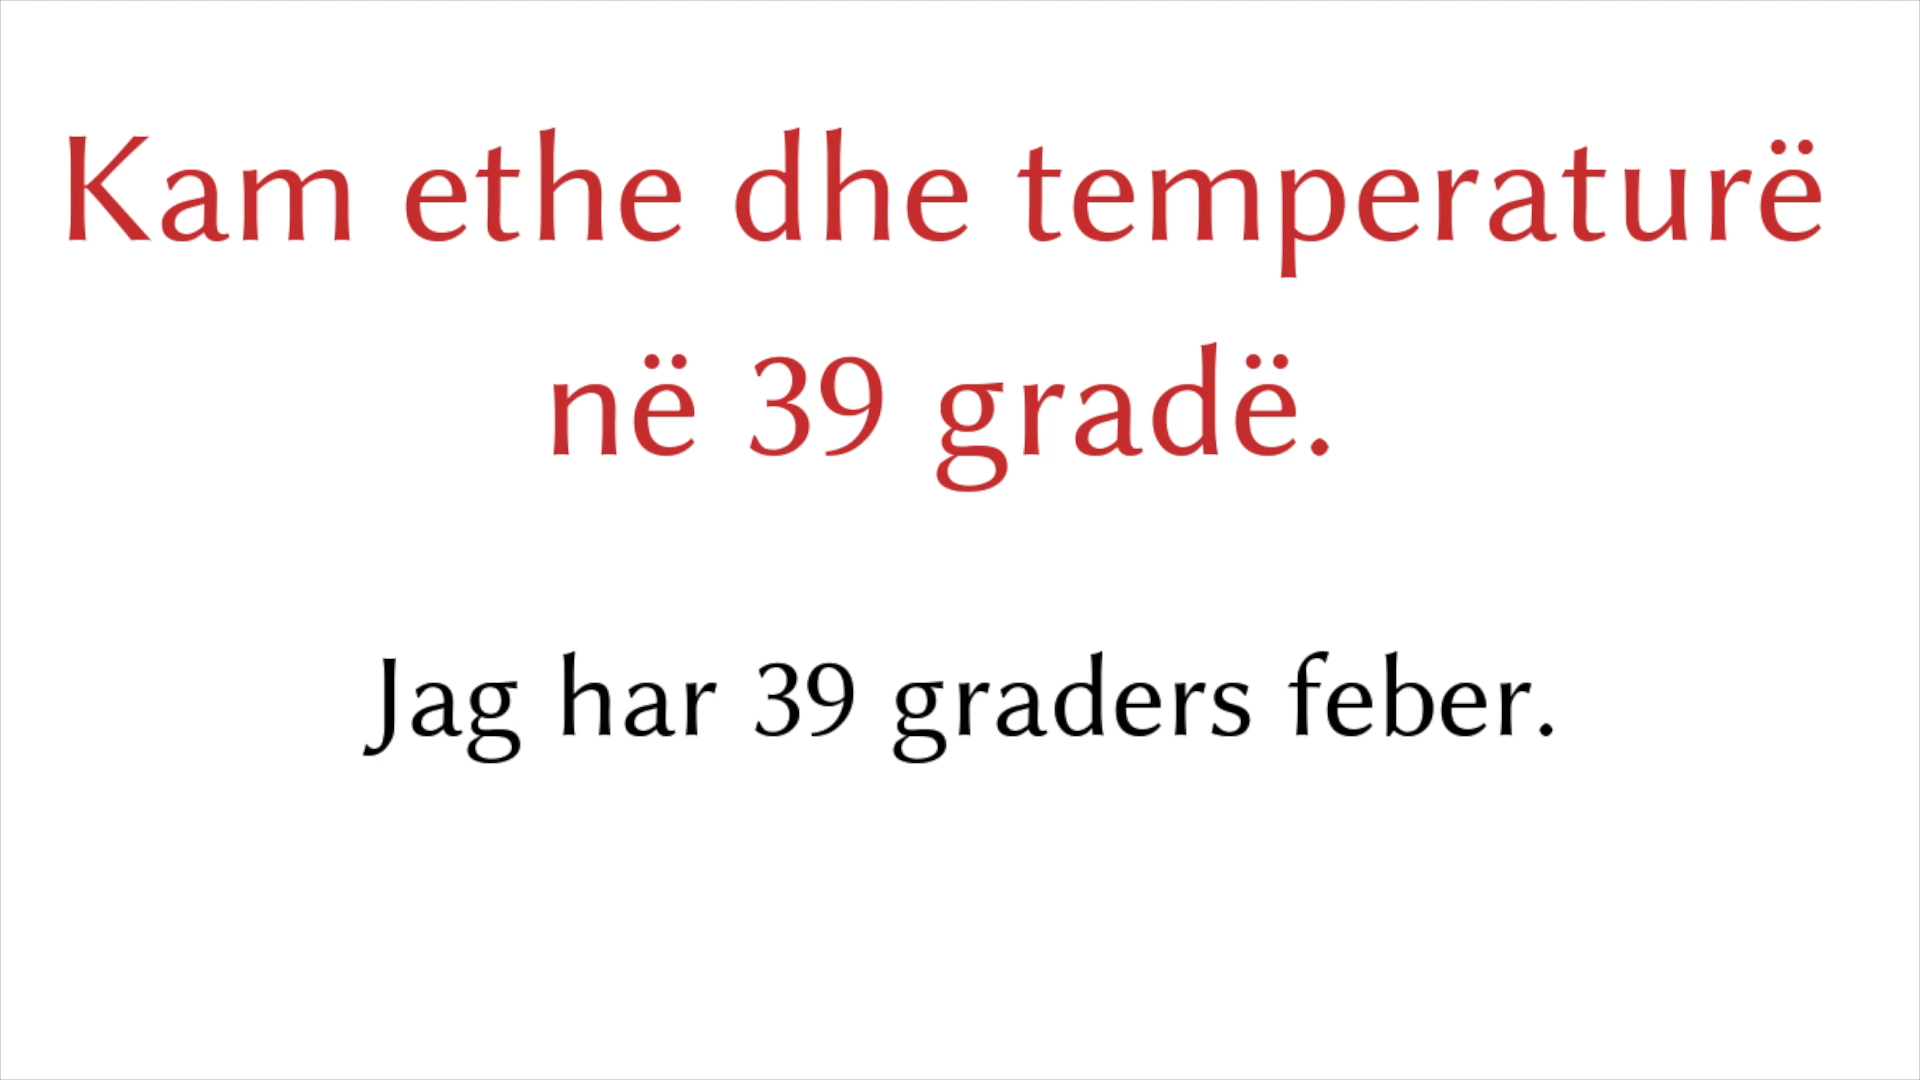 Kam ethe dhe temperaturë
në 39 gradë.
Jag har 39 graders feber.